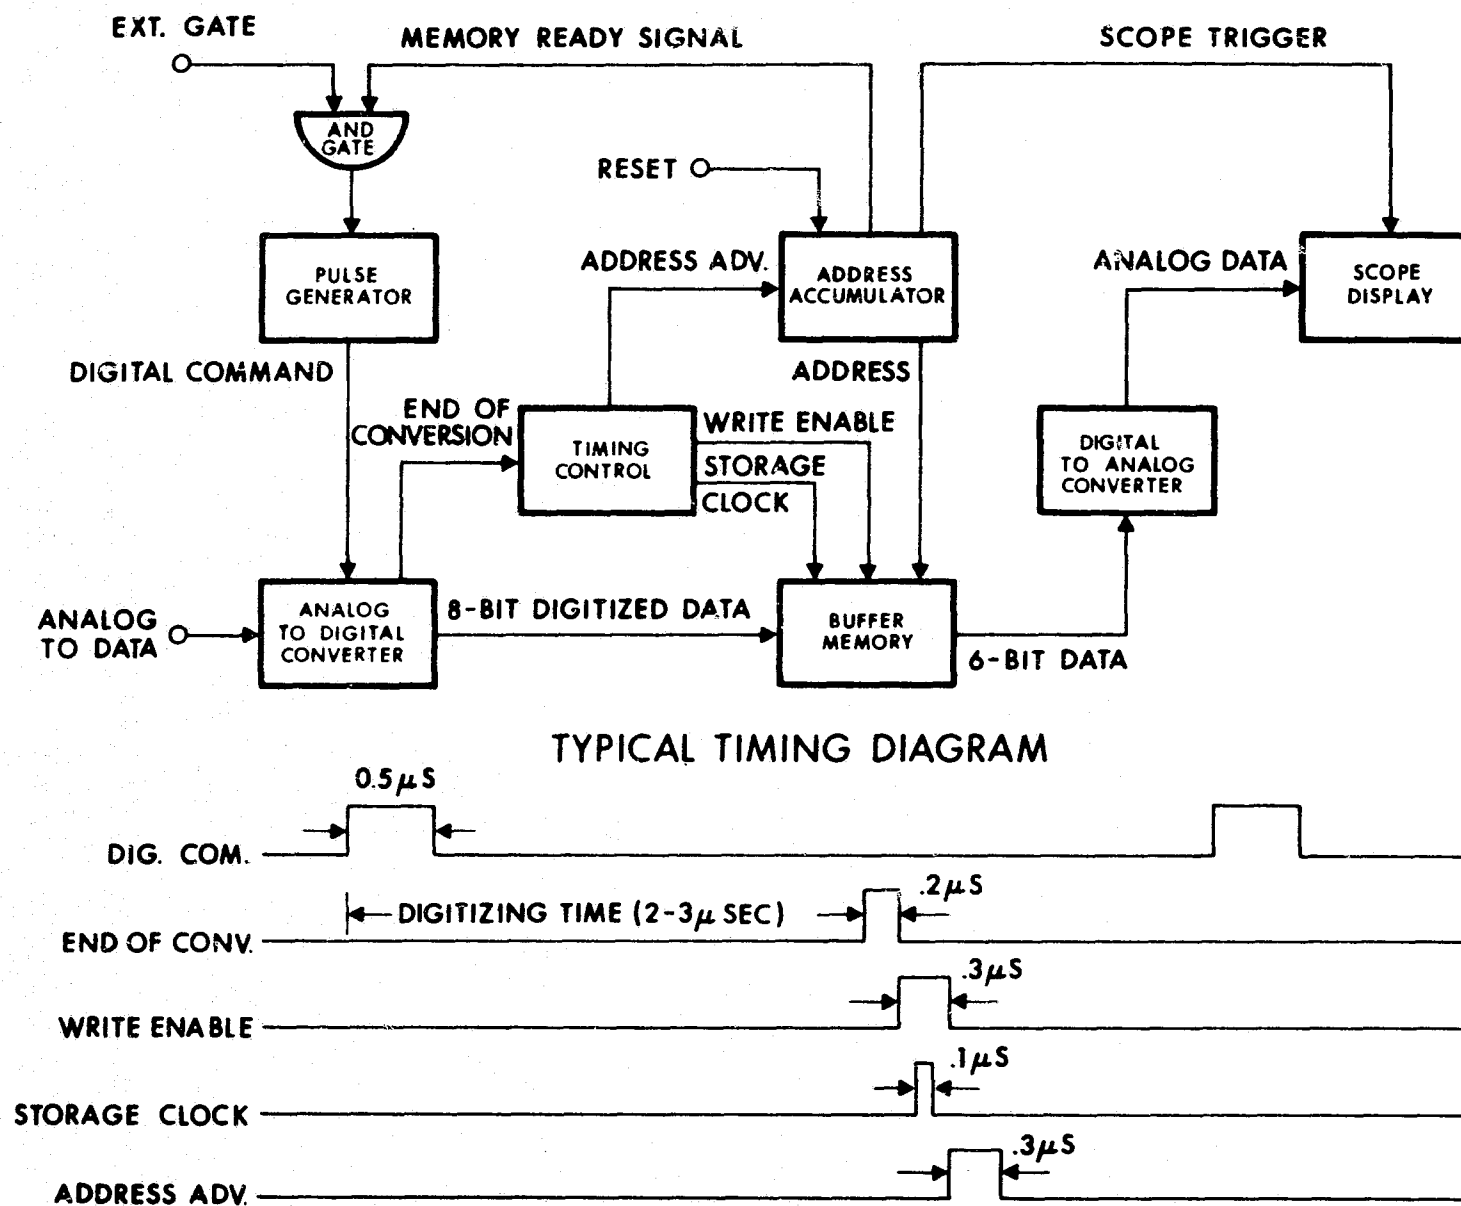 EXT. GATE
MEMORY READY SIGNAL
SCOPE TRIGGER
AND
GATE
RESET
PULSE
GENERATOR
ADDRESS ADV.
ADDRESS
ACCUMULATOR
ANALOG DATA
SCOPE
DISPLAY
DIGITAL COMMAND
ADDRESS
END OF
CONVERSION
TIMING
CONTROL
WRITE ENABLE
STORAGE
CLOCK
DIGITAL
TO ANALOG
CONVERTER
ANALOG
TO DATA
ANALOG
TO DIGITAL
CONVERTER
8-BIT DIGITIZED DATA
BUFFER
MEMORY
6-BIT DATA
TYPICAL TIMING DIAGRAM
0.5μS
DIG. COM.
.2μS
DIGITIZING TIME (2-3μ SEC)
END OF CONV.
.3μS
WRITE ENABLE
.1μS
STORAGE CLOCK
.3μS
ADDRESS ADV.